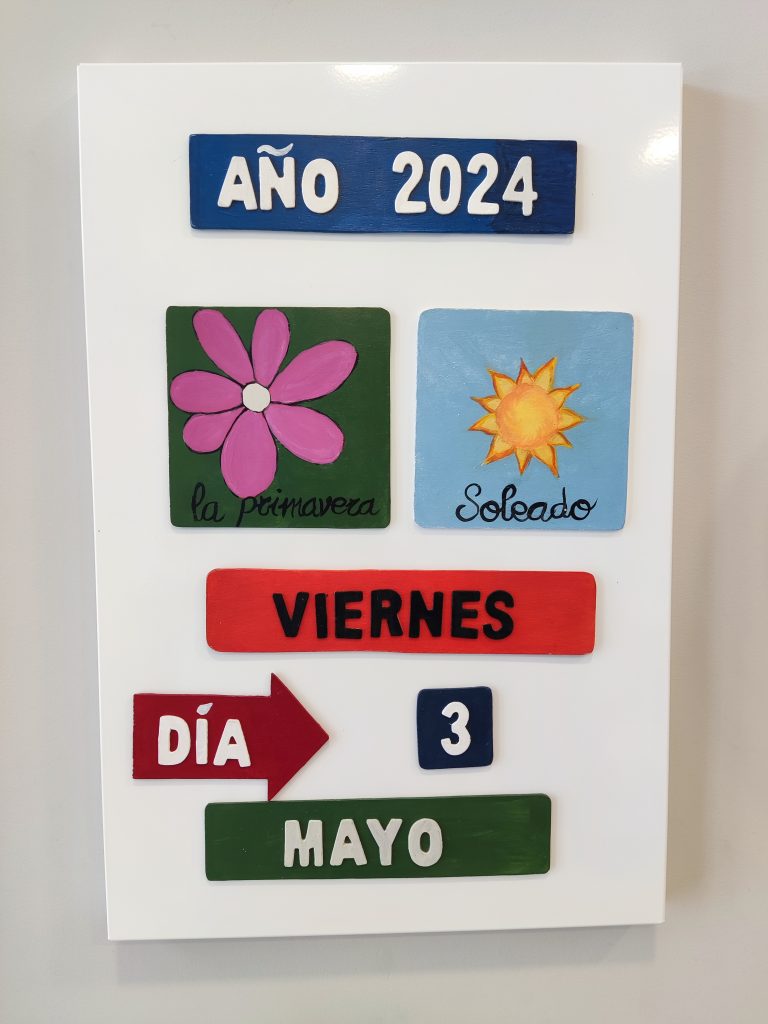 AÑO 2024
la primavera
Soleado
VIERNES
DÍA 3
MAYO